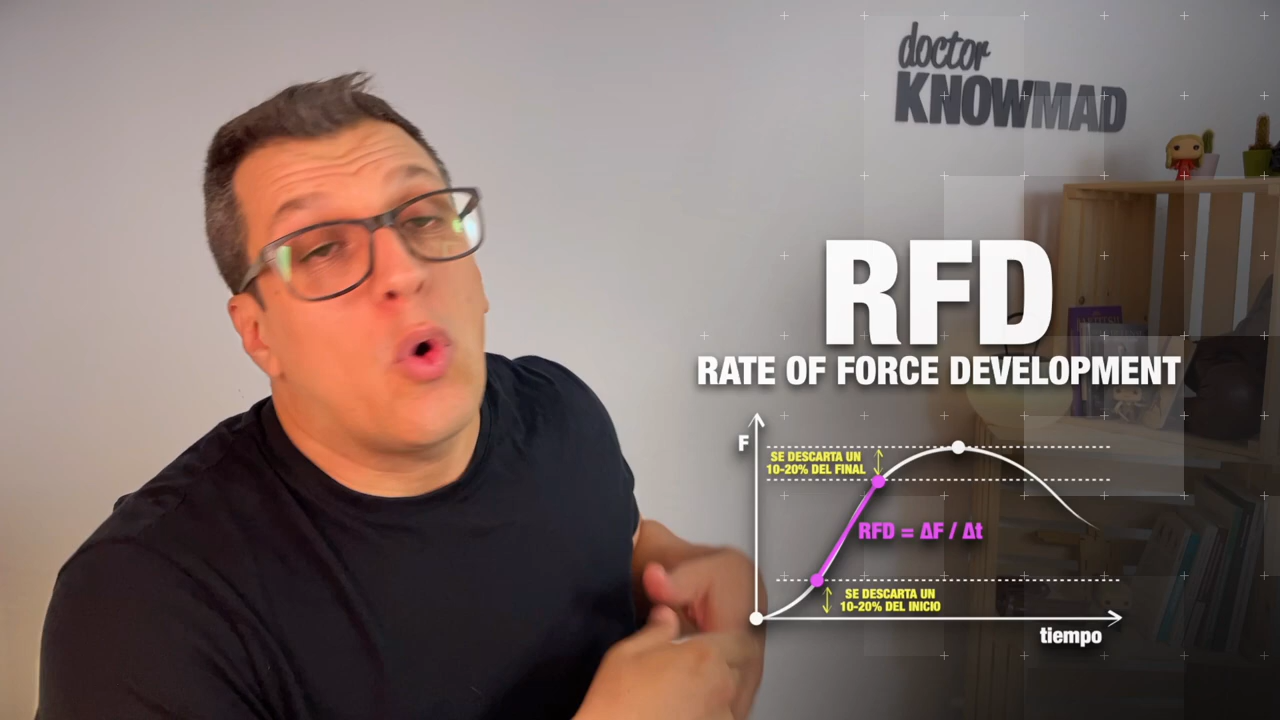 doctor
KNOWMAD
RFD
RATE OF FORCE DEVELOPMENT
F
SE DESCARTA UN
10-20% DEL FINAL
RFD = ΔF / Δt
SE DESCARTA UN
10-20% DEL INICIO
tiempo